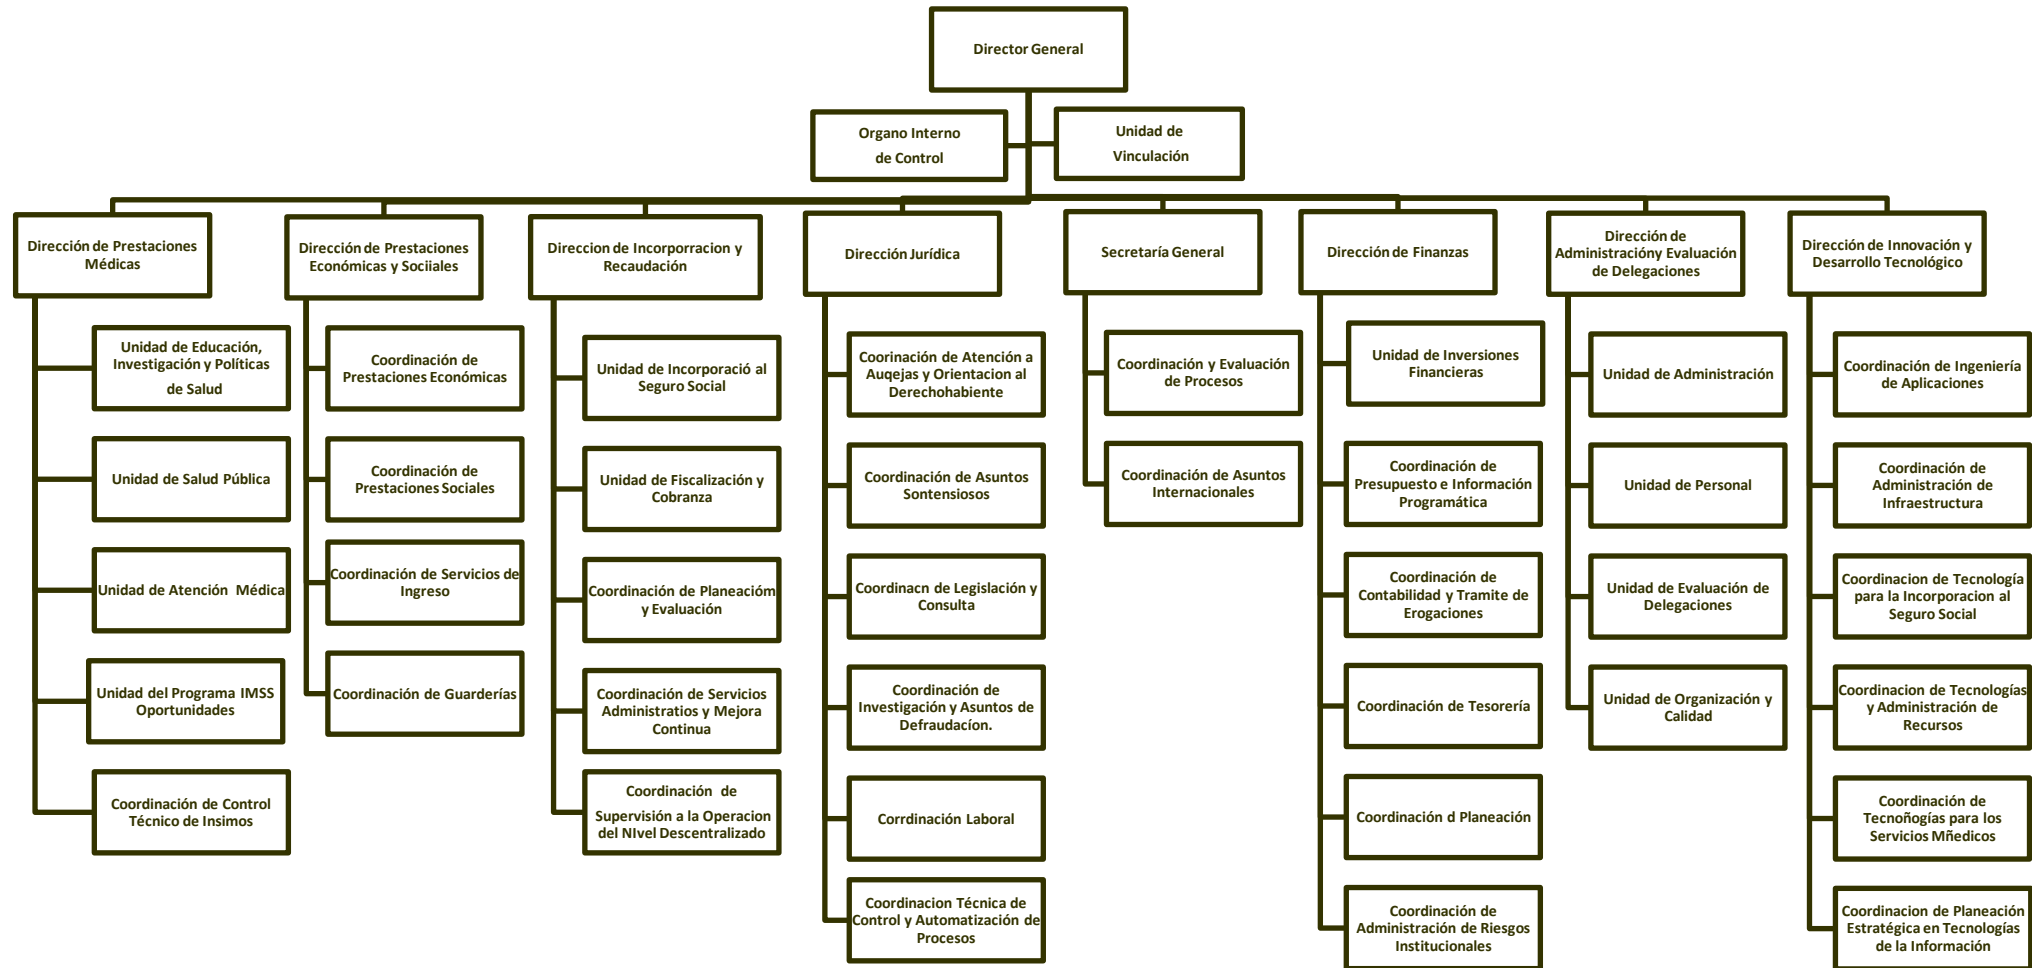 Director General
Organo Interno
de Control
Unidad de
Vinculación
Dirección de Prestaciones
Médicas
Dirección de Prestaciones
Económicas y Sociiales
Direccion de Incorporracion y
Recaudación
Dirección Jurídica
Secretaría General
Dirección de Finanzas
Dirección de
Administracióny Evaluación
de Delegaciones
Dirección de Innovación y
Desarrollo Tecnológico
Unidad de Educación,
Investigación y Políticas
de Salud
Unidad de Salud Pública
Unidad de Atención Médica
Unidad del Programa IMSS
Oportunidades
Coordinación de Control
Técnico de Insimos
Coordinación de
Prestaciones Económicas
Coordinación de
Prestaciones Sociales
Coordinación de Servicios de
Ingreso
Coordinación de Guarderías
Unidad de Incorporació al
Seguro Social
Unidad de Fiscalización y
Cobranza
Coordinación de Planeacióm
y Evaluación
Coordinación de Servicios
Administratios y Mejora
Continua
Coordinación de
Supervisión a la Operacion
del NIvel Descentralizado
Coorinación de Atención a
Auqejas y Orientacion al
Derechohabiente
Coordinación de Asuntos
Sontensiosos
Coordinacn de Legislación y
Consulta
Coordinación de
Investigación y Asuntos de
Defraudacíon.
Corrdinación Laboral
Coordinacion Técnica de
Control y Automatización de
Procesos
Coordinación y Evaluación
de Procesos
Coordinación de Asuntos
Internacionales
Unidad de Inversiones
Financieras
Coordinación de
Presupuesto e Información
Programática
Coordinación de
Contabilidad y Tramite de
Erogaciones
Coordinación de Tesorería
Coordinación d Planeación
Coordinación de
Administración de Riesgos
Institucionales
Unidad de Administración
Unidad de Personal
Unidad de Evaluación de
Delegaciones
Unidad de Organización y
Calidad
Coordinación de Ingeniería
de Aplicaciones
Coordinación de
Administración de
Infraestructura
Coordinacion de Tecnología
para la Incorporacion al
Seguro Social
Coordinacion de Tecnologías
y Administración de
Recursos
Coordinación de
Tecnoñogías para los
Servicios Mñedicos
Coordinacion de Planeación
Estratégica en Tecnologías
de la Información